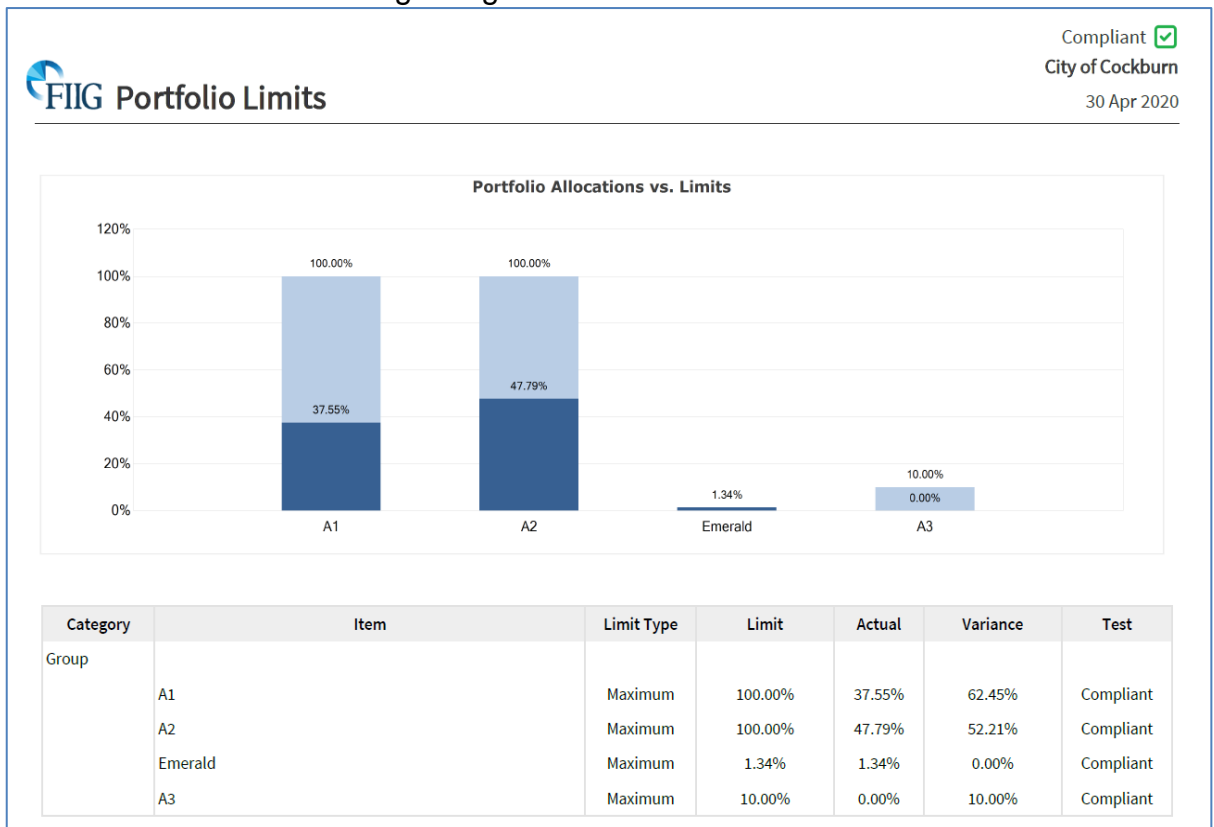 Compliant
City of Cockburn
FIIG Portfolio Limits
30 Apr 2020
Portfolio Allocations vs. Limits
120%
100%
80%
60%
40%
20%
0%
100.00%
100.00%
37.55%
47.79%
1.34%
10.00%
0.00%
A1 A2 Emerald A3
Category Item Limit Type Limit Actual Variance Test
Group
A1 Maximum 100.00% 37.55% 62.45% Compliant
A2 Maximum 100.00% 47.79% 52.21% Compliant
Emerald Maximum 1.34% 1.34% 0.00% Compliant
A3 Maximum 10.00% 0.00% 10.00% Compliant